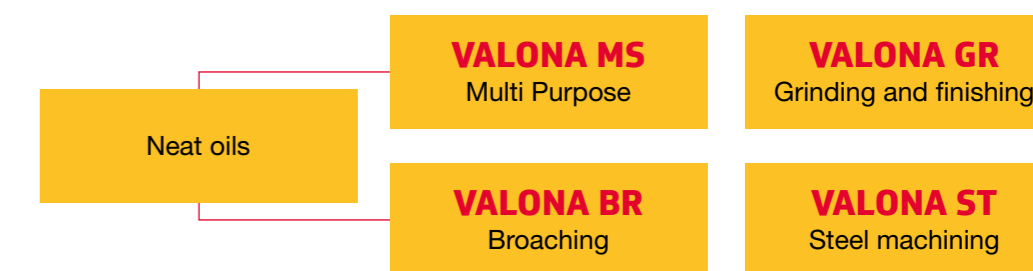 Neat oils
VALONA MS
Multi Purpose
VALONA GR
Grinding and finishing
VALONA BR
Broaching
VALONA ST
Steel machining